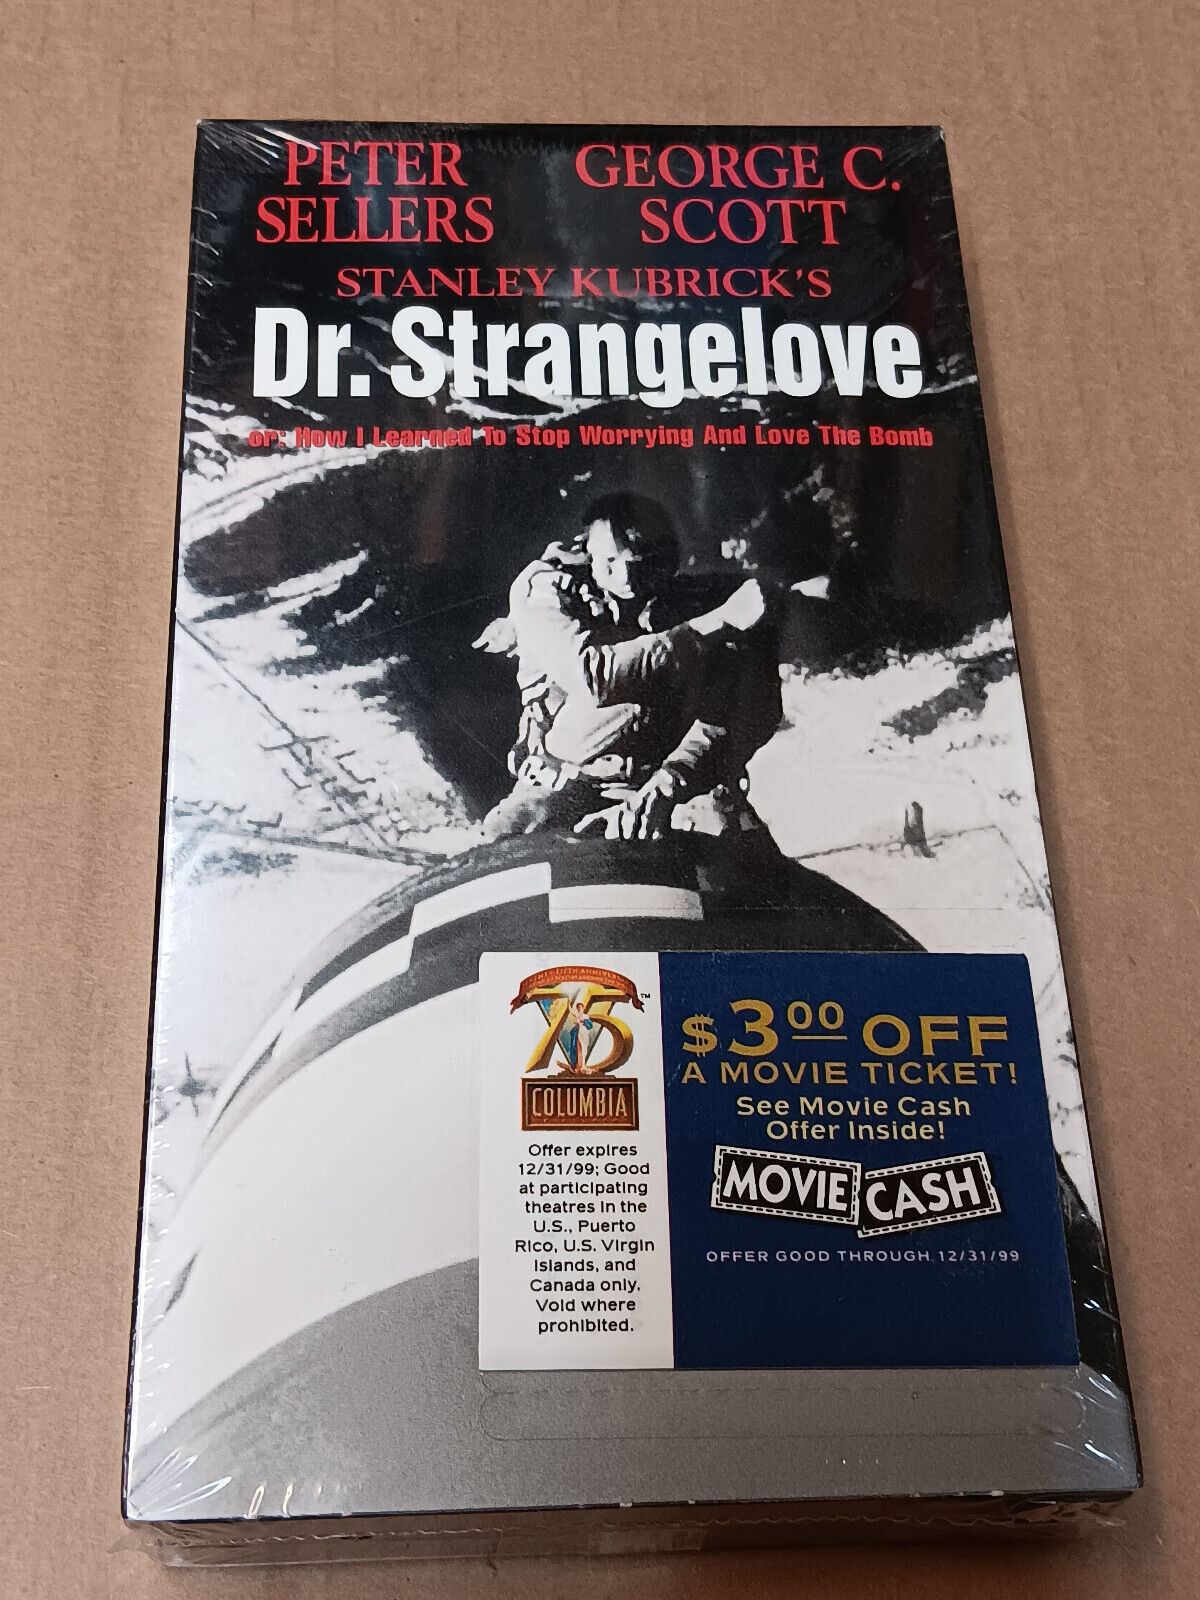 PETER
SELLERS
GEORGE C.
SCOTT
STANLEY KUBRICK'S
Dr. Strangelove
or: How I Learned To Stop Worrying And Love The Bomb
75
TM
COLUMBIA
Offer expires
12/31/99; Good
at participating
theatres in the
U.S., Puerto
Rico, U.S. Virgin
Islands, and
Canada only.
Void where
prohibited.
$3.00 OFF
A MOVIE TICKET!
See Movie Cash
Offer Inside!
MOVIE CASH
OFFER GOOD THROUGH 12/31/99